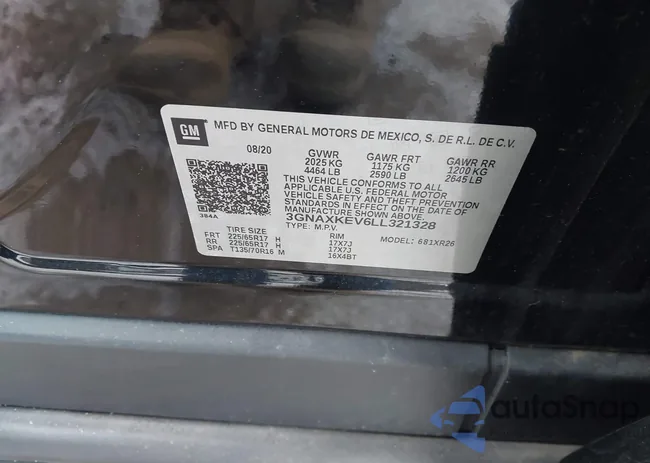 GM
MFD BY GENERAL MOTORS DE MEXICO, S. DE R.L. DE C.V.
08/20 GVWR GAWR FRT GAWR RR
2025 KG 1175 KG 1200 KG
4464 LB 2590 LB 2645 LB
THIS VEHICLE CONFORMS TO ALL
APPLICABLE U.S. FEDERAL MOTOR
VEHICLE SAFETY AND THEFT PREVENTION
STANDARDS IN EFFECT ON THE DATE OF
MANUFACTURE SHOWN ABOVE.
384A
3GNAXKEV6LL321328
TYPE: M.P.V. MODEL: 681XR26
TIRE SIZE RIM
FRT 225/65R17 H 17X7J
RR 225/65R17 H 17X7J
SPA T135/70R16 M 16X4BT
autoSnap